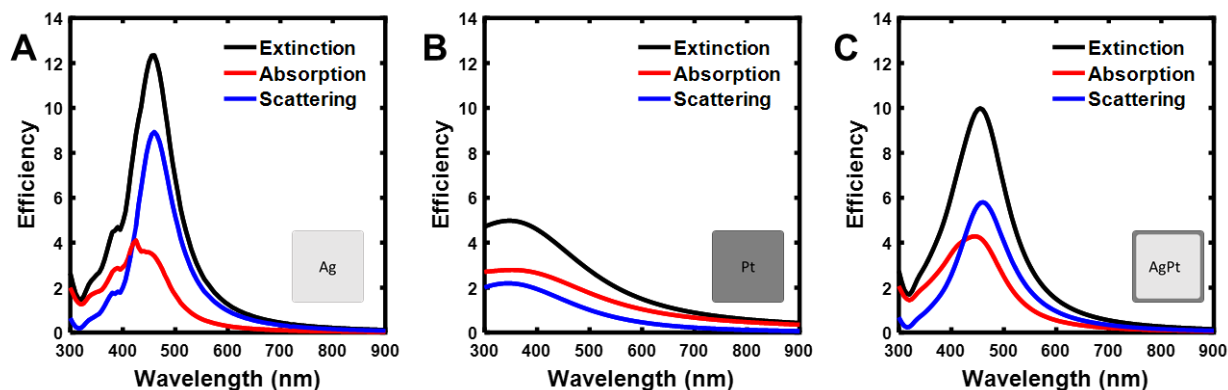 A
14
12
10
8
6
4
2
0
Efficiency
Extinction
Absorption
Scattering
Ag
300 400 500 600 700 800 900
Wavelength (nm)
B
14
12
10
8
6
4
2
0
Efficiency
Extinction
Absorption
Scattering
Pt
300 400 500 600 700 800 900
Wavelength (nm)
C
14
12
10
8
6
4
2
0
Efficiency
Extinction
Absorption
Scattering
AgPt
300 400 500 600 700 800 900
Wavelength (nm)